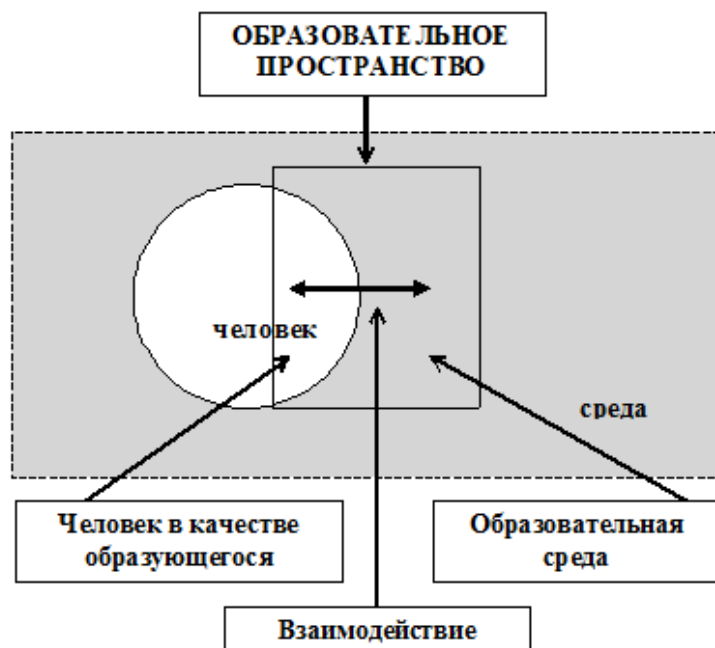 ОБРАЗОВАТЕЛЬНОЕ
ПРОСТРАНСТВО
человек
среда
Человек в качестве
образующегося
Образовательная
среда
Взаимодействие